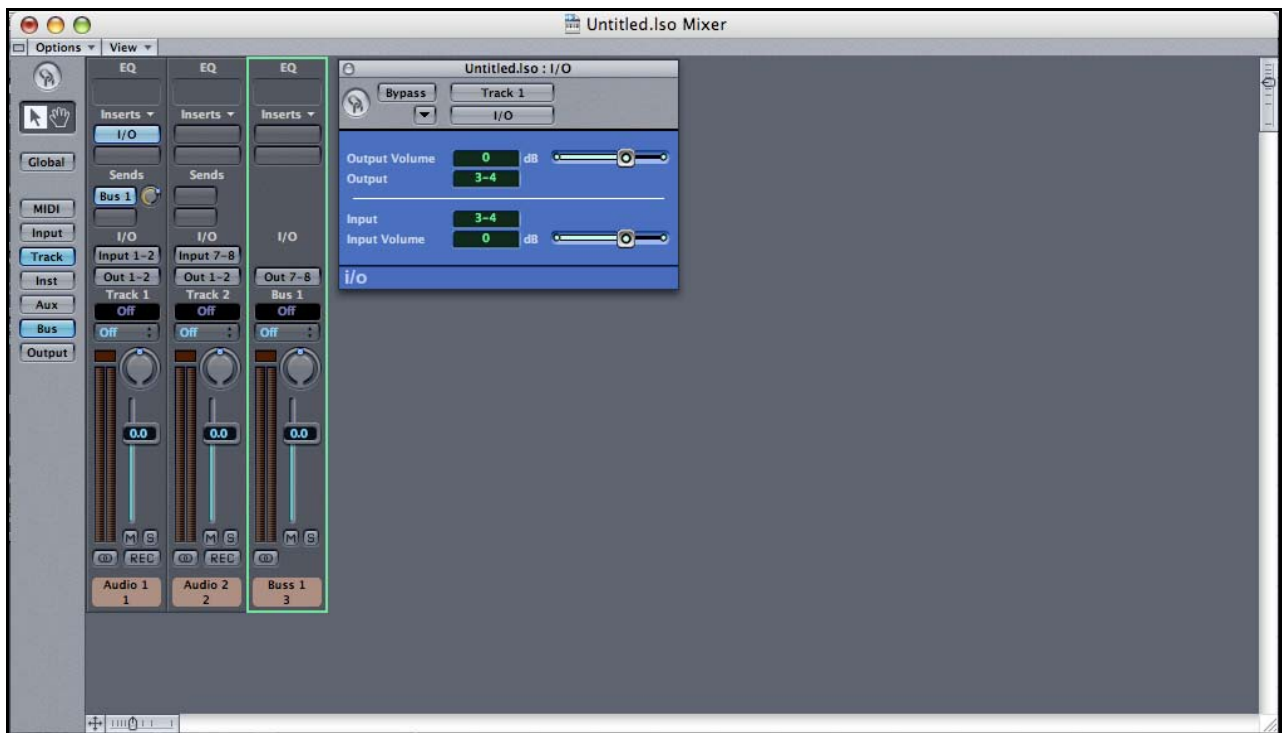 Untitled.lso Mixer
Options View
EQ EQ EQ
Inserts Inserts Inserts
I/O
Global
Sends Sends
Bus 1
MIDI
Input
I/O I/O I/O
Input 1-2 Input 7-8
Track
Out 1-2 Out 1-2 Out 7-8
Inst
Track 1 Track 2 Bus 1
Aux
Off Off Off
Bus
Off Off Off
Output
0.0 0.0 0.0
M S M S M S
REC REC
Audio 1 Audio 2 Buss 1
1 2 3
Untitled.lso : I/O
Bypass Track 1
I/O
Output Volume 0 dB
Output 3-4
Input 3-4
Input Volume 0 dB
i/o